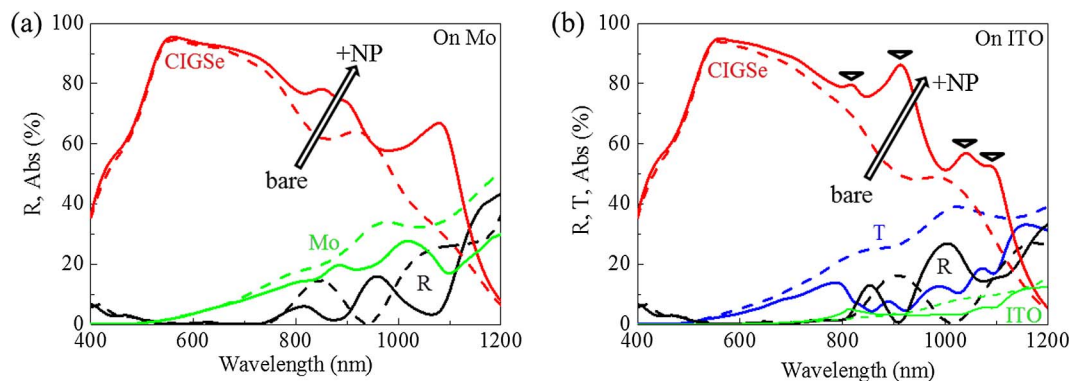 (a)
R, Abs (%)
100
80
60
40
20
0
On Mo
CIGSe
+NP
bare
Mo
R
400 600 800 1000 1200
Wavelength (nm)
(b)
R, T, Abs (%)
100
80
60
40
20
0
On ITO
CIGSe
+NP
bare
T
R
ITO
400 600 800 1000 1200
Wavelength (nm)